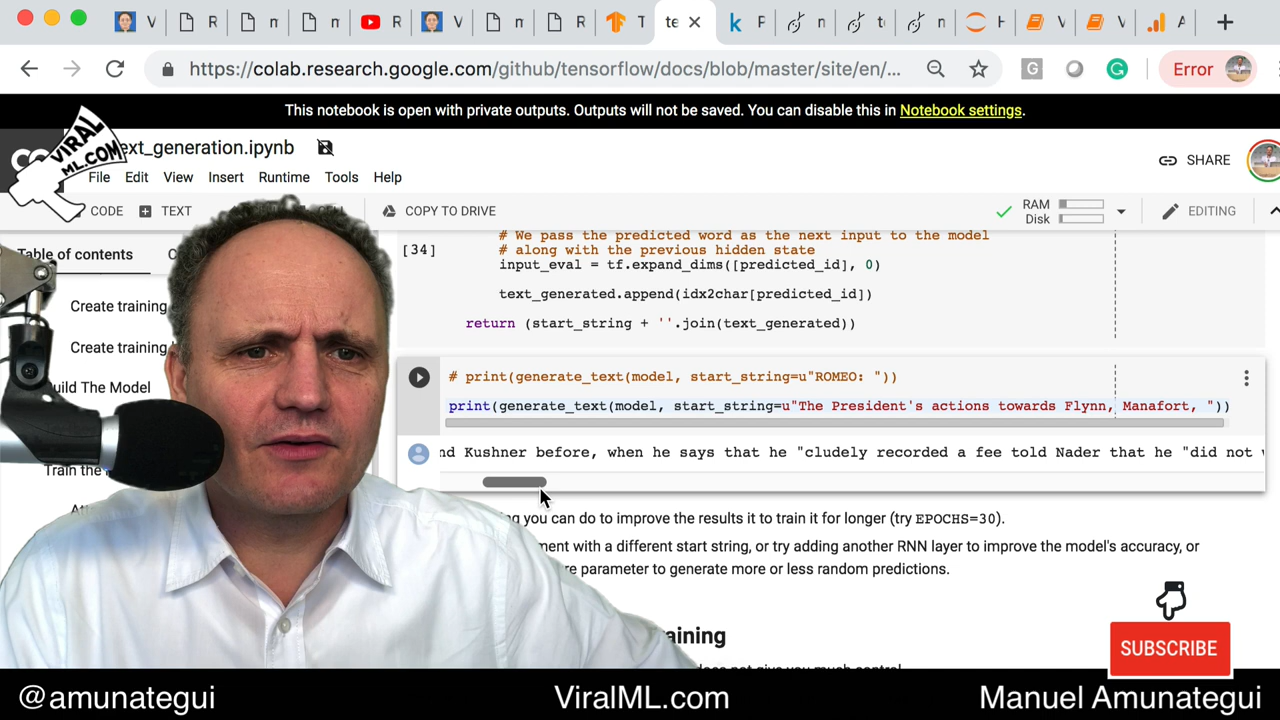 V
R
n
n
R
V
n
R
T
te
P
n
t
n
H
V
V
A
https://colab.research.google.com/github/tensorflow/docs/blob/master/site/en/...
G
G
Error
This notebook is open with private outputs. Outputs will not be saved. You can disable this in Notebook settings.
VIRAL
ML.COM
ext_generation.ipynb
SHARE
File Edit View Insert Runtime Tools Help
CODE TEXT
COPY TO DRIVE
RAM
Disk
EDITING
Table of contents
Create training
Create training
uild The Model
Train the
[34]
# We pass the predicted word as the next input to the model
# along with the previous hidden state
input_eval = tf.expand_dims([predicted_id], 0)
text_generated.append(idx2char[predicted_id])
return (start_string + ''.join(text_generated))
# print(generate_text(model, start_string=u"ROMEO: "))
print(generate_text(model, start_string=u"The President's actions towards Flynn, Manafort, "))
nd Kushner before, when he says that he "cludely recorded a fee told Nader that he "did not
you can do to improve the results it to train it for longer (try EPOCHS=30).
ment with a different start string, or try adding another RNN layer to improve the model's accuracy, or
re parameter to generate more or less random predictions.
aining
does not give you much control
SUBSCRIBE
@amunategui
ViralML.com
Manuel Amunategui